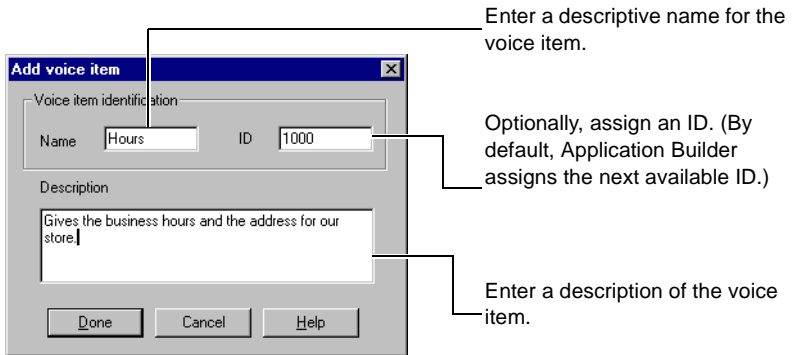 Enter a descriptive name for the
voice item.
Add voice item
Voice item identification
Name
Hours
ID
1000
Optionally, assign an ID. (By
default, Application Builder
assigns the next available ID.)
Description
Gives the business hours and the address for our
store.
Enter a description of the voice
item.
Done
Cancel
Help